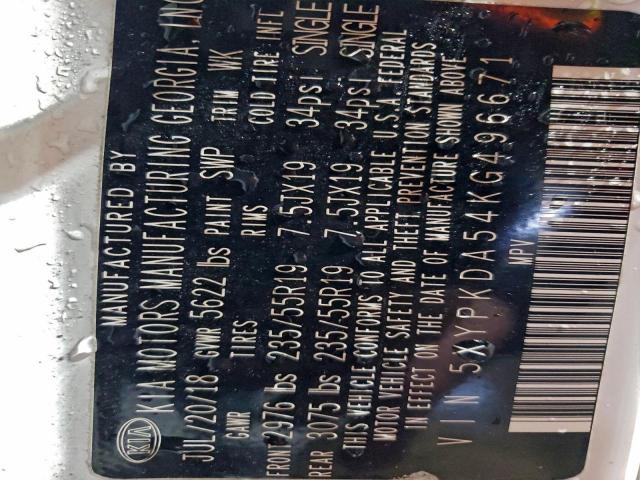 MANUFACTURED BY
KIA KIA MOTORS MANUFACTURING GEORGIA, INC
JUL/20/18 GVWR 5622 lbs PAINT SWP TRIM WK
GAWR TIRES RIMS COLD TIRE INFL
FRONT 2976 lbs 235/55R19 7.5JX19 34psi SINGLE
REAR 3075 lbs 235/55R19 7.5JX19 34psi SINGLE
THIS VEHICLE CONFORMS TO ALL APPLICABLE U.S.A FEDERAL
MOTOR VEHICLE SAFETY AND THEFT PREVENTION STANDARDS
IN EFFECT ON THE DATE OF MANUFACTURE SHOWN ABOVE
VIN 5XYPKDA54KG496671
MPV